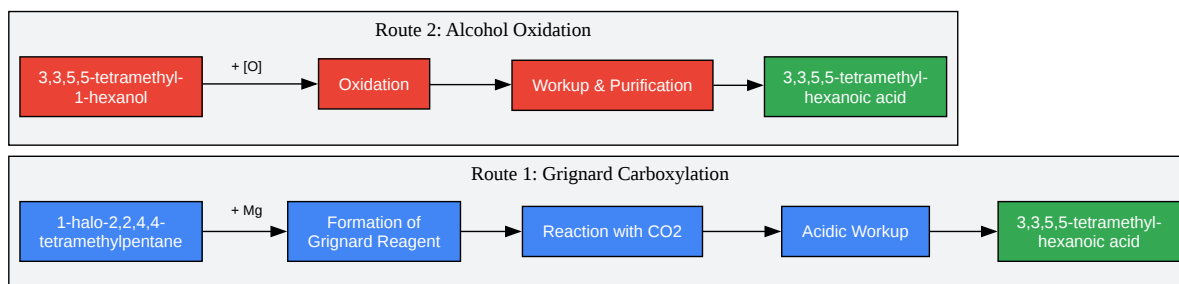 Route 2: Alcohol Oxidation
3,3,5,5-tetramethyl-
1-hexanol
+ [O]
Oxidation
Workup & Purification
3,3,5,5-tetramethyl-
hexanoic acid
Route 1: Grignard Carboxylation
1-halo-2,2,4,4-
tetramethylpentane
+ Mg
Formation of
Grignard Reagent
Reaction with CO2
Acidic Workup
3,3,5,5-tetramethyl-
hexanoic acid